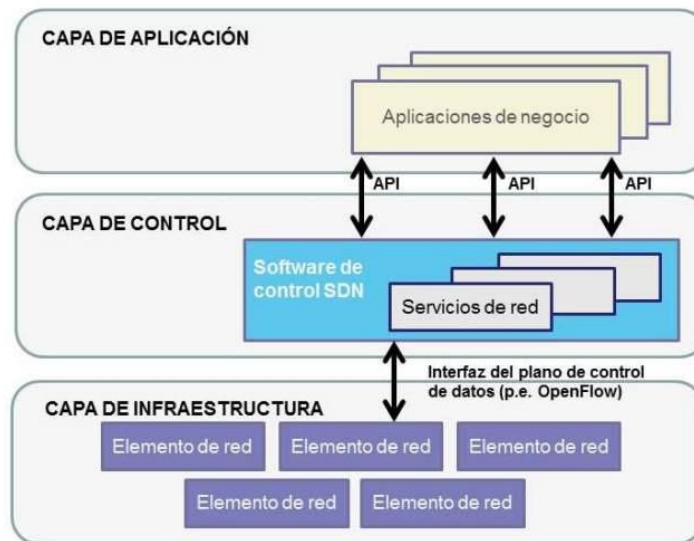 CAPA DE APLICACIÓN
Aplicaciones de negocio
API
API
API
CAPA DE CONTROL
Software de
control SDN
Servicios de red
Interfaz del plano de control
de datos (p.e. OpenFlow)
CAPA DE INFRAESTRUCTURA
Elemento de red
Elemento de red
Elemento de red
Elemento de red
Elemento de red